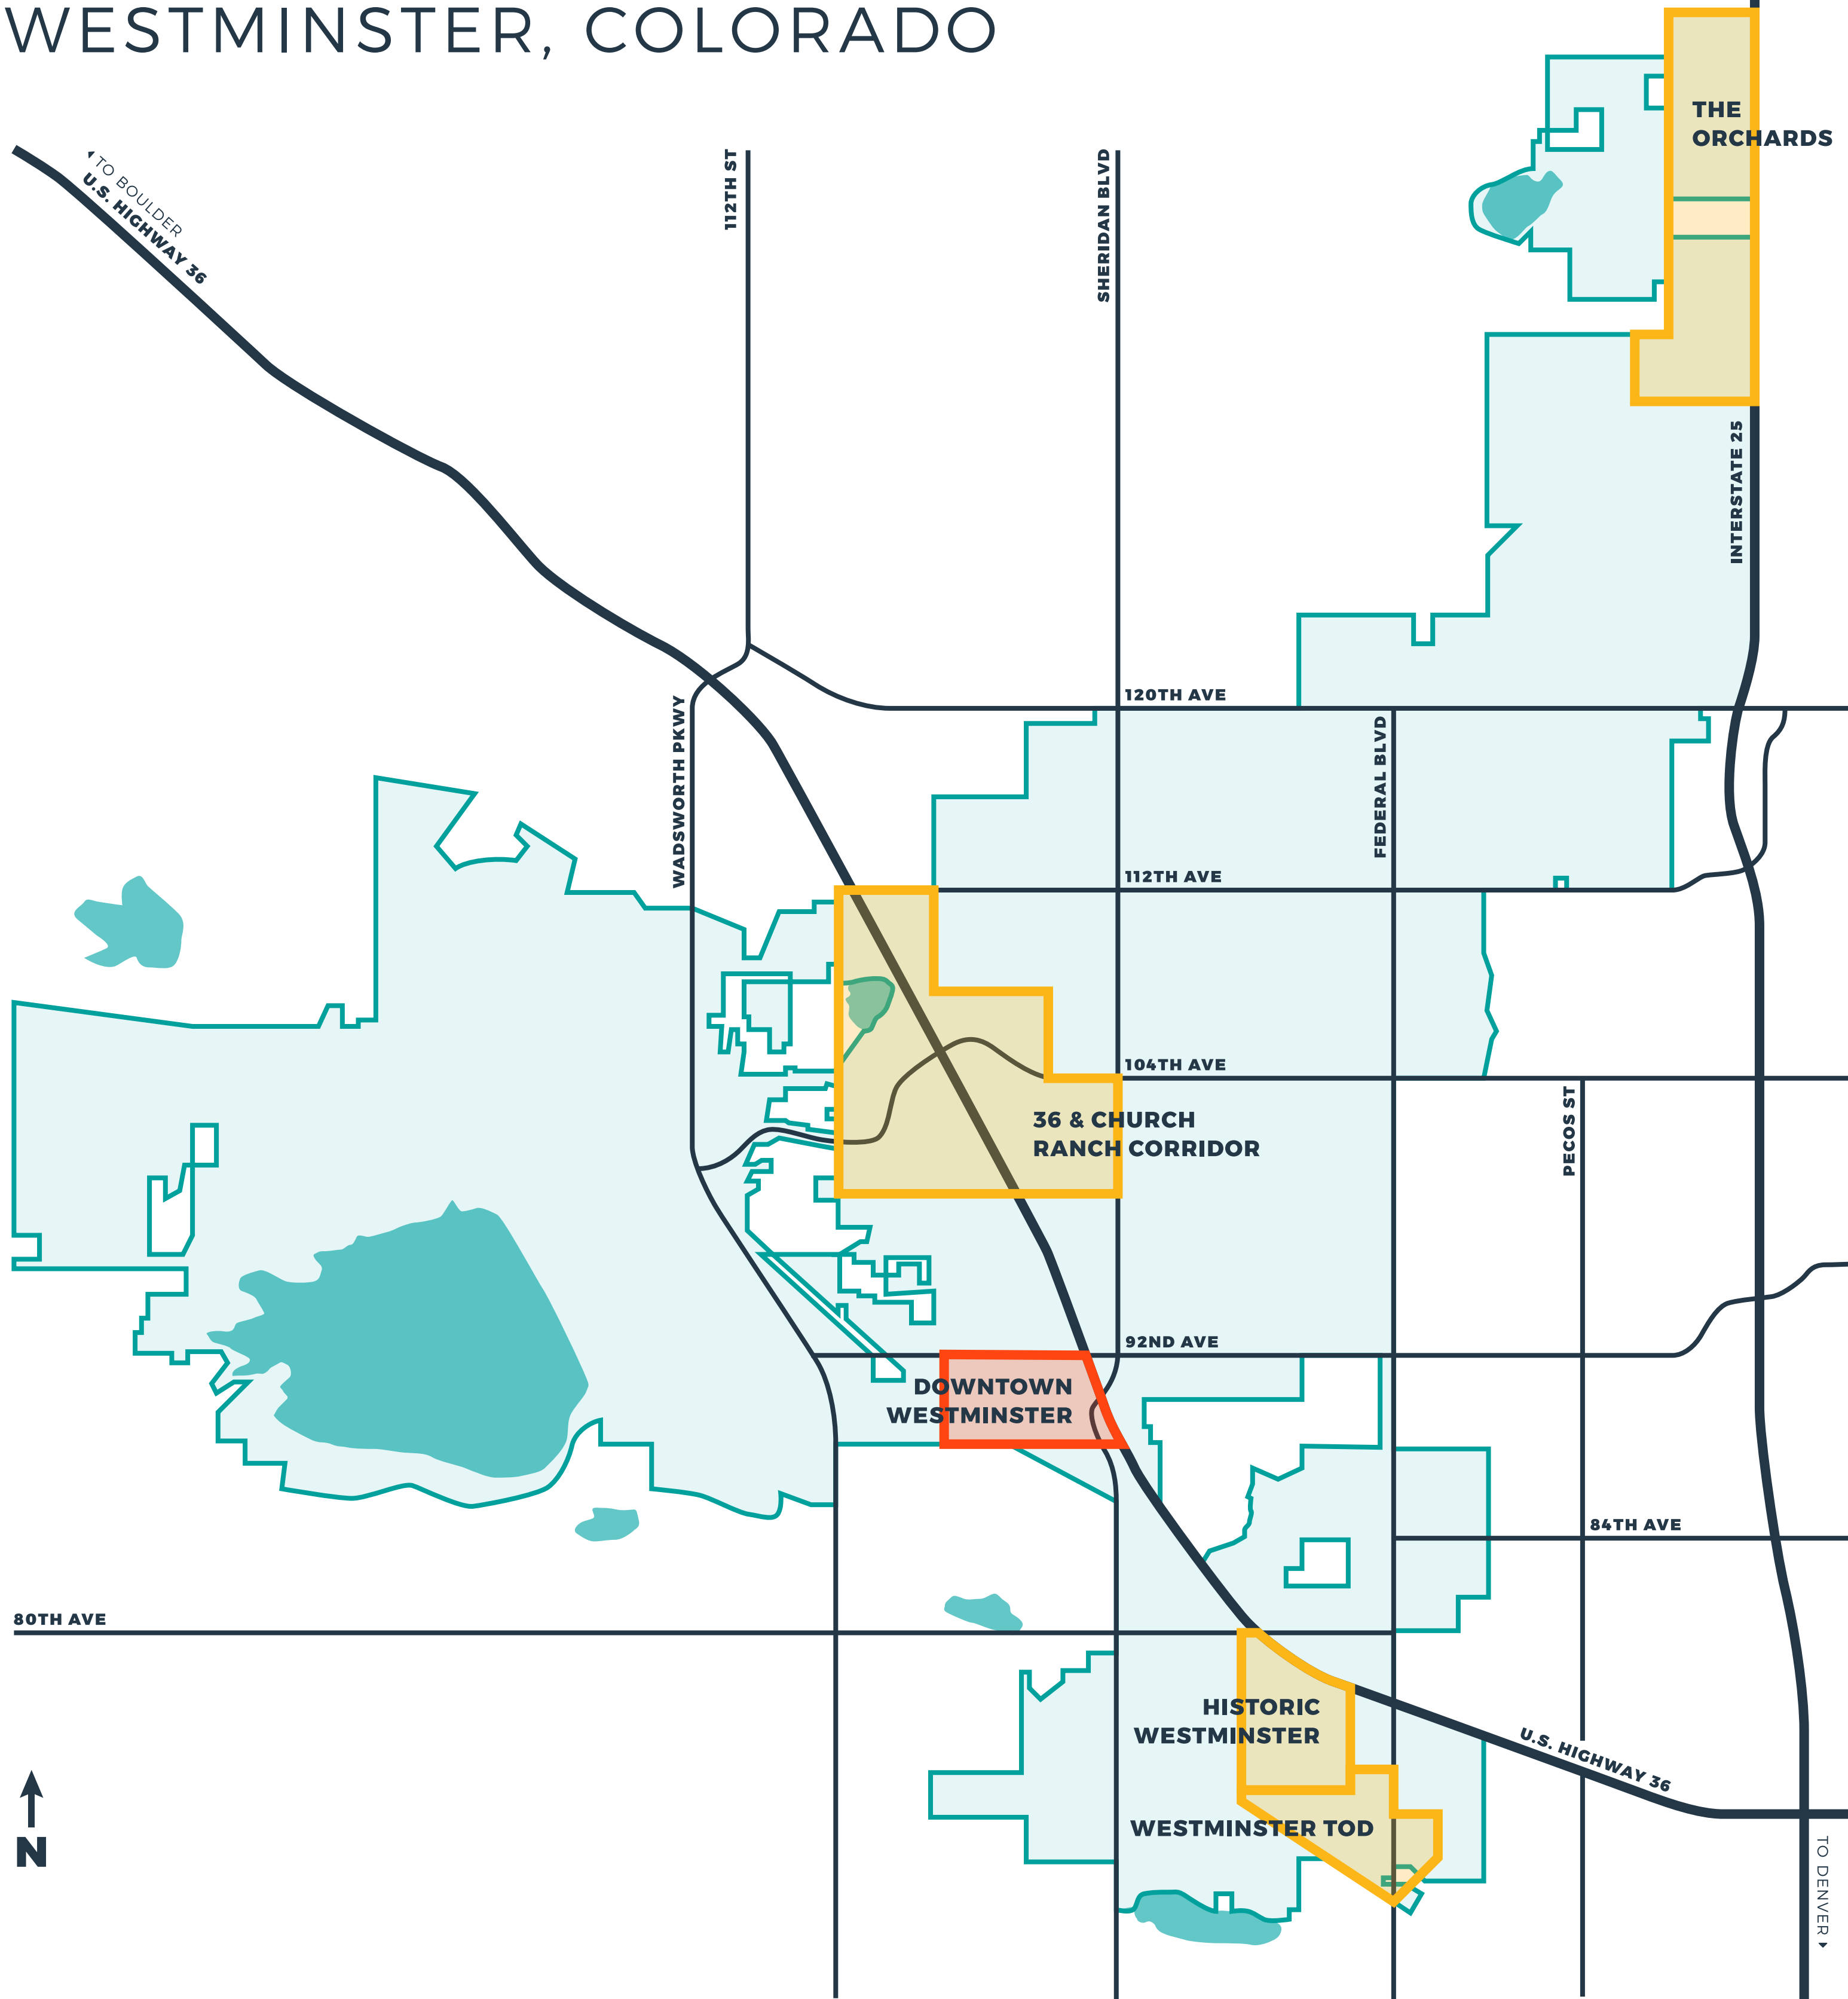 WESTMINSTER, COLORADO
THE
ORCHARDS
TO BOULDER
U.S. HIGHWAY 36
112TH ST
SHERIDAN BLVD
INTERSTATE 25
120TH AVE
WADSWORTH PKWY
FEDERAL BLVD
112TH AVE
104TH AVE
PECOS ST
36 & CHURCH
RANCH CORRIDOR
92ND AVE
DOWNTOWN
WESTMINSTER
84TH AVE
80TH AVE
HISTORIC
WESTMINSTER
U.S. HIGHWAY 36
WESTMINSTER TOD
N
TO DENVER